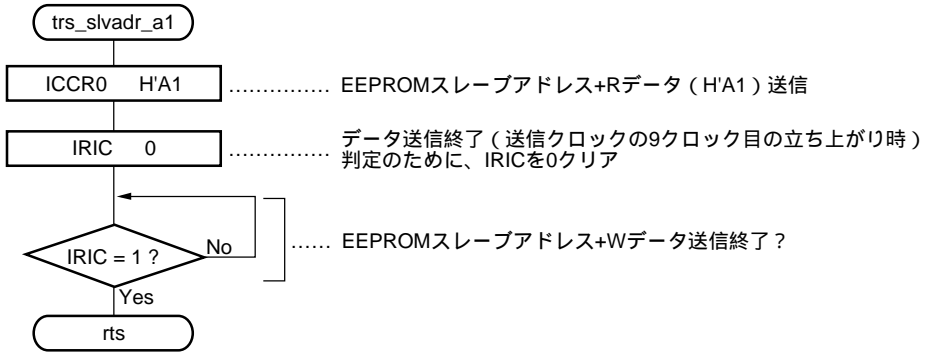 trs_slvadr_a1
ICCR0 H'A1 ............... EEPROMスレーブアドレス+Rデータ（H'A1）送信
IRIC 0 ............... データ送信終了（送信クロックの9クロック目の立ち上がり時）
判定のために、IRICを0クリア
IRIC = 1 ? No ...... EEPROMスレーブアドレス+Wデータ送信終了？
Yes
rts